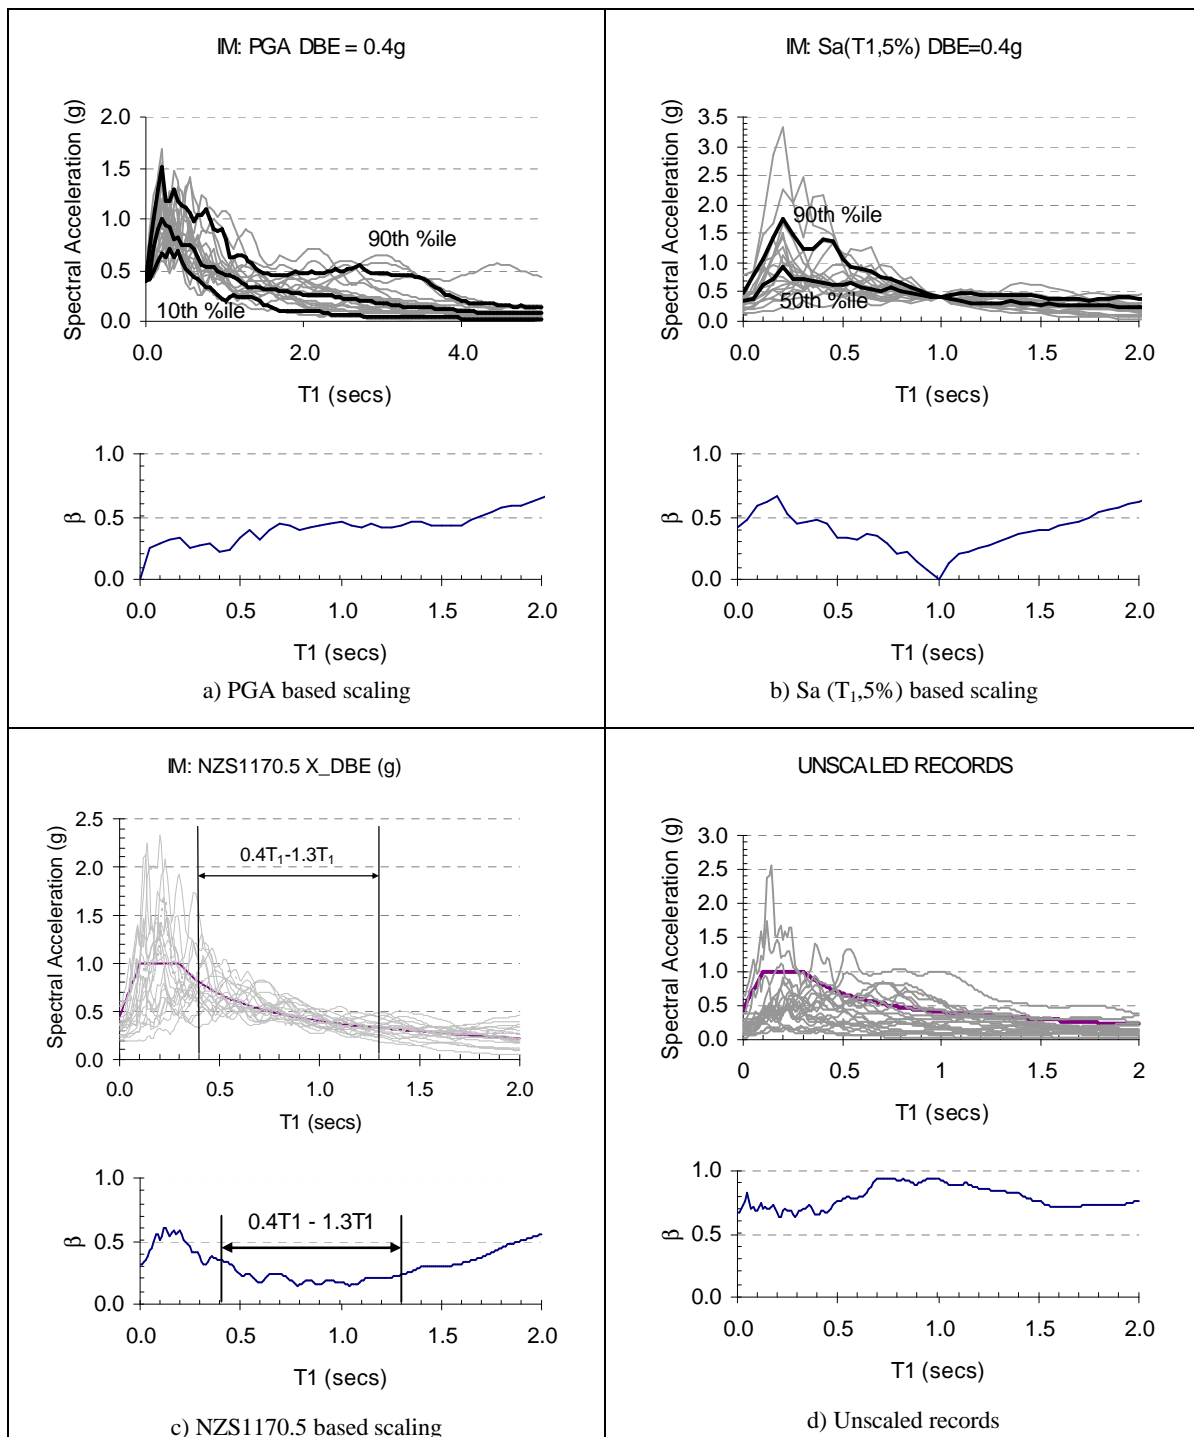 IM: PGA DBE = 0.4g
Spectral Acceleration (g)
2.0
1.5
1.0
0.5
0.0
90th %ile
10th %ile
0.0 2.0 4.0
T1 (secs)
β
1.0
0.5
0.0
0.0 0.5 1.0 1.5 2.0
T1 (secs)
a) PGA based scaling
IM: Sa(T1,5%) DBE=0.4g
Spectral Acceleration (g)
3.5
3.0
2.5
2.0
1.5
1.0
0.5
0.0
90th %ile
50th %ile
0.0 0.5 1.0 1.5 2.0
T1 (secs)
β
1.0
0.5
0.0
0.0 0.5 1.0 1.5 2.0
T1 (secs)
b) Sa (T₁,5%) based scaling
IM: NZS1170.5 X_DBE (g)
Spectral Acceleration (g)
2.5
2.0
1.5
1.0
0.5
0.0
0.4T₁-1.3T₁
0.0 0.5 1.0 1.5 2.0
T1 (secs)
β
1.0
0.5
0.0
0.4T1 - 1.3T1
0.0 0.5 1.0 1.5 2.0
T1 (secs)
c) NZS1170.5 based scaling
UNSCALED RECORDS
Spectral Acceleration (g)
3.0
2.5
2.0
1.5
1.0
0.5
0.0
0 0.5 1 1.5 2
T1 (secs)
β
1.0
0.5
0.0
0.0 0.5 1.0 1.5 2.0
T1 (secs)
d) Unscaled records